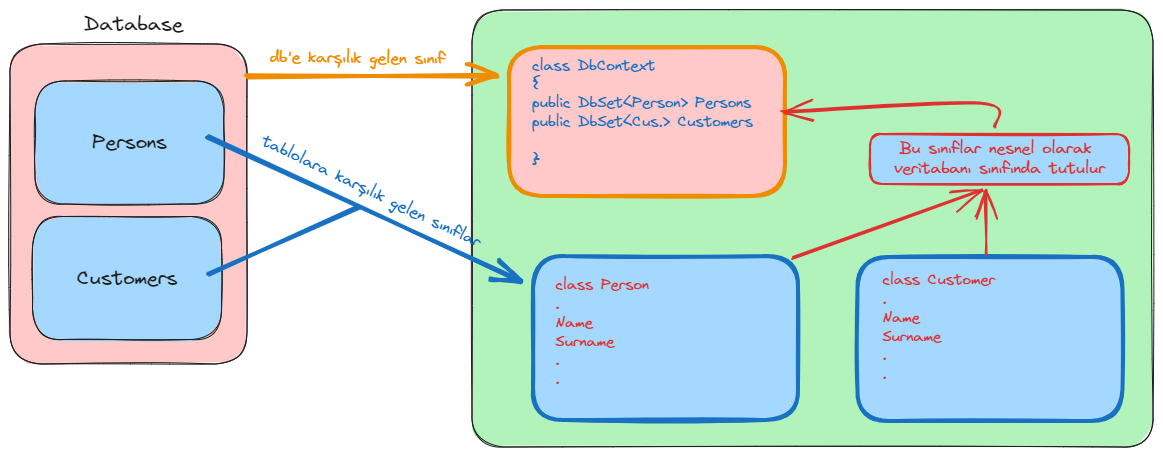 Database
Persons
Customers
db'e karşılık gelen sınıf
tablolara karşılık gelen sınıflar
class DbContext
{
public DbSet<Person> Persons
public DbSet<Cus.> Customers
}
Bu sınıflar nesnel olarak
veritabanı sınıfında tutulur
class Person
.
Name
Surname
.
.
class Customer
.
Name
Surname
.
.